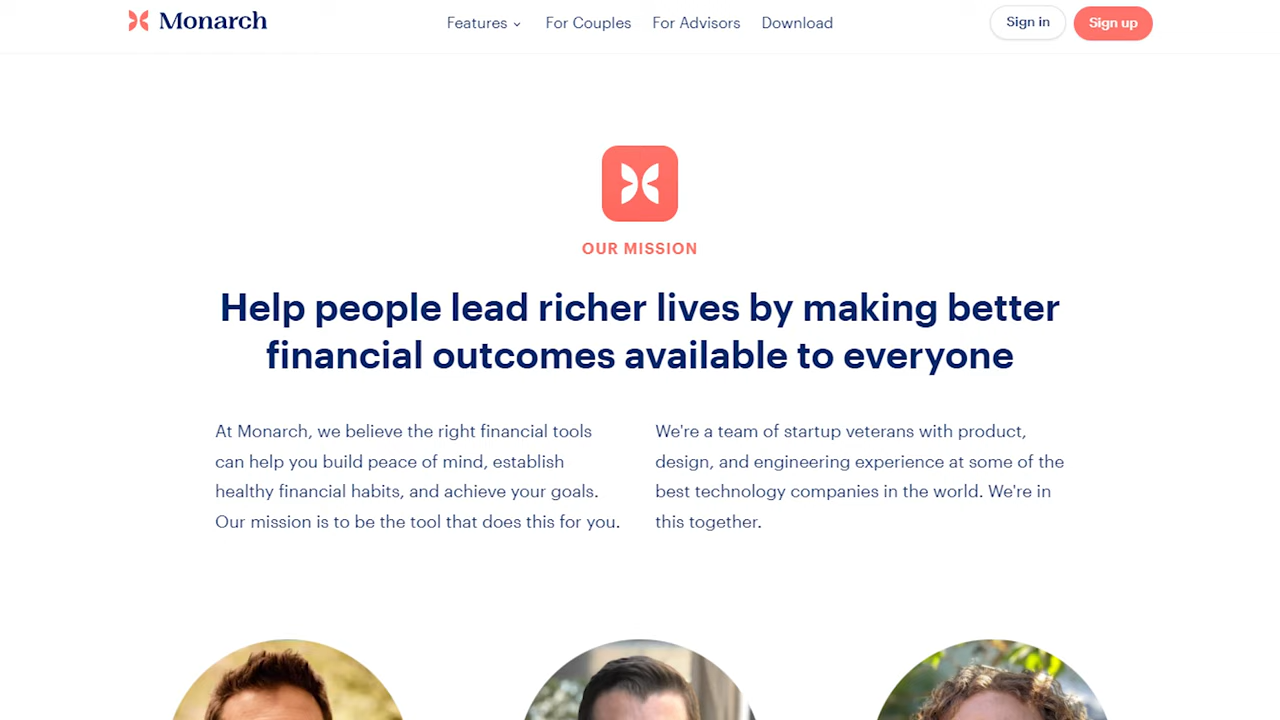 Monarch
Features
For Couples
For Advisors
Download
Sign in
Sign up
OUR MISSION
Help people lead richer lives by making better
financial outcomes available to everyone
At Monarch, we believe the right financial tools
can help you build peace of mind, establish
healthy financial habits, and achieve your goals.
Our mission is to be the tool that does this for you.
We're a team of startup veterans with product,
design, and engineering experience at some of the
best technology companies in the world. We're in
this together.